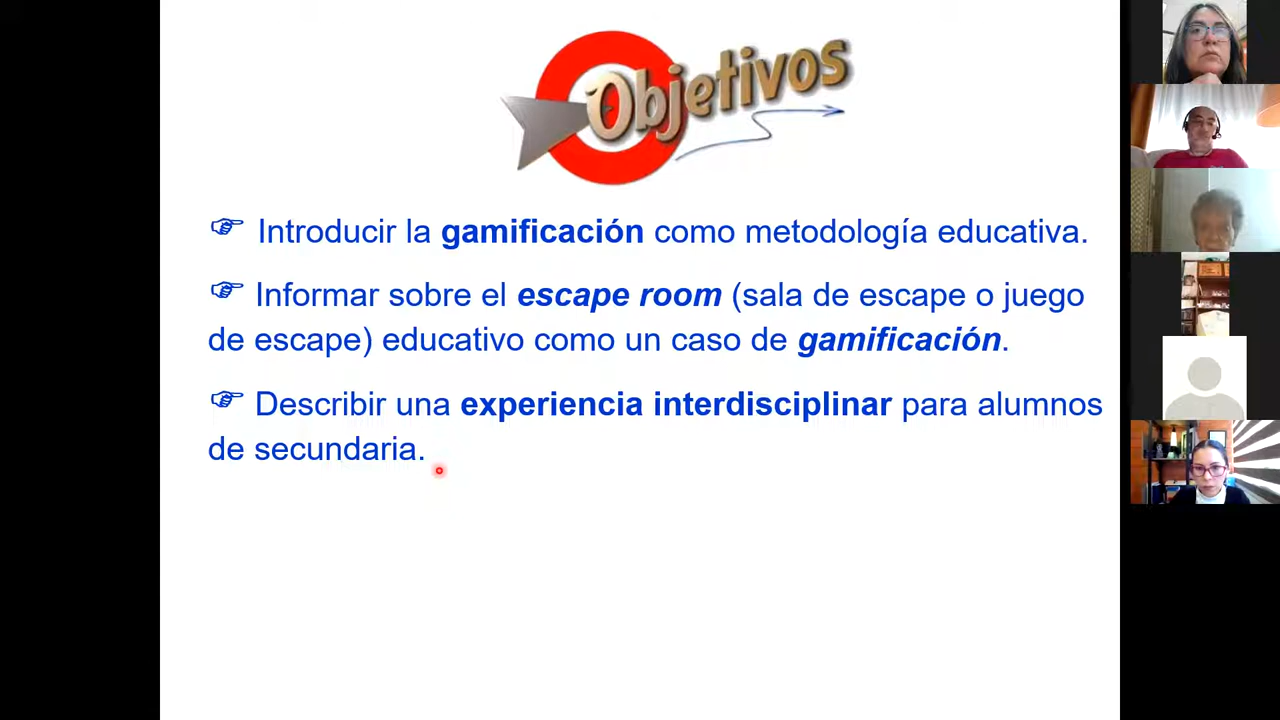 Objetivos
☞ Introducir la gamificación como metodología educativa.
☞ Informar sobre el escape room (sala de escape o juego
de escape) educativo como un caso de gamificación.
☞ Describir una experiencia interdisciplinar para alumnos
de secundaria.